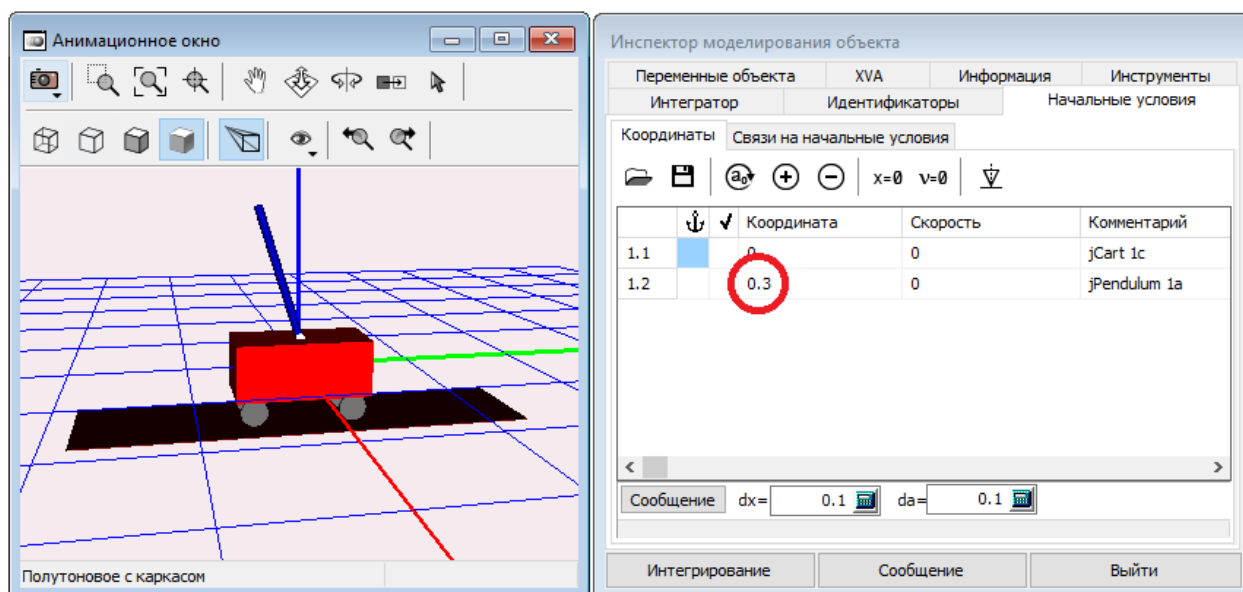 Анимационное окно
Полутоновое с каркасом
Инспектор моделирования объекта
Переменные объекта XVA Информация Инструменты
Интегратор Идентификаторы Начальные условия
Координаты Связи на начальные условия
a₀ x=0 v=0
Координата Скорость Комментарий
1.1 0 0 jCart 1c
1.2 0.3 0 jPendulum 1a
Сообщение dx= 0.1 da= 0.1
Интегрирование Сообщение Выйти